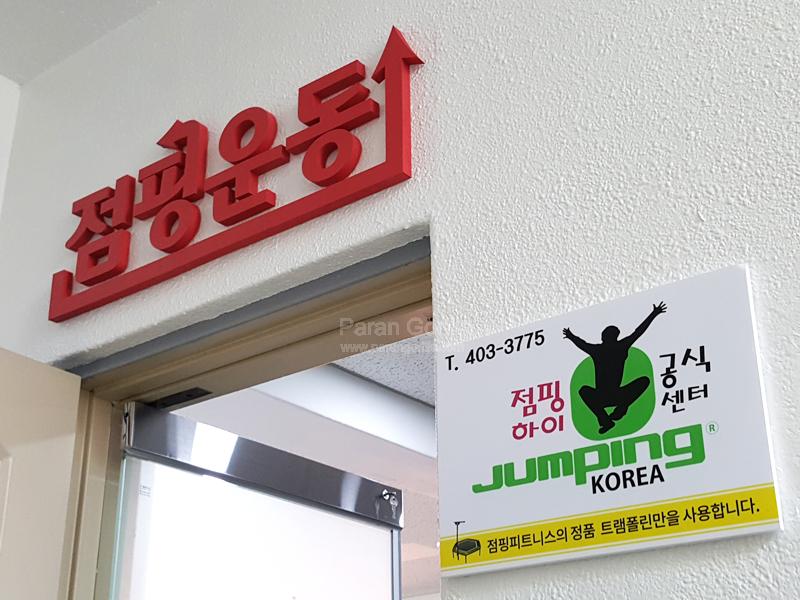 점핑운동
T. 403-3775
점핑 공식
하이 센터
Jumping®
KOREA
점핑피트니스의 정품 트램폴린만을 사용합니다.
Paran